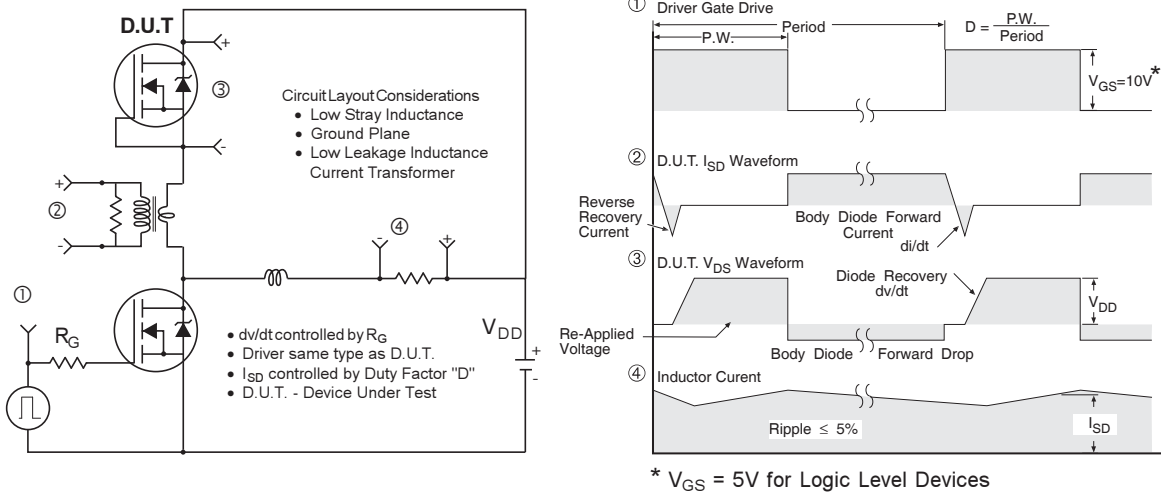 D.U.T
+
③
-
Circuit Layout Considerations
• Low Stray Inductance
• Ground Plane
• Low Leakage Inductance
Current Transformer
+
②
-
④
- +
①
R_G
• dv/dt controlled by R_G
• Driver same type as D.U.T.
• I_SD controlled by Duty Factor "D"
• D.U.T. - Device Under Test
V_DD
+
-
① Driver Gate Drive
P.W.
Period
D = P.W. / Period
V_GS=10V*
② D.U.T. I_SD Waveform
Reverse
Recovery
Current
Body Diode Forward
Current
di/dt
③ D.U.T. V_DS Waveform
Diode Recovery
dv/dt
V_DD
Re-Applied
Voltage
Body Diode Forward Drop
④ Inductor Curent
Ripple ≤ 5%
I_SD
* V_GS = 5V for Logic Level Devices